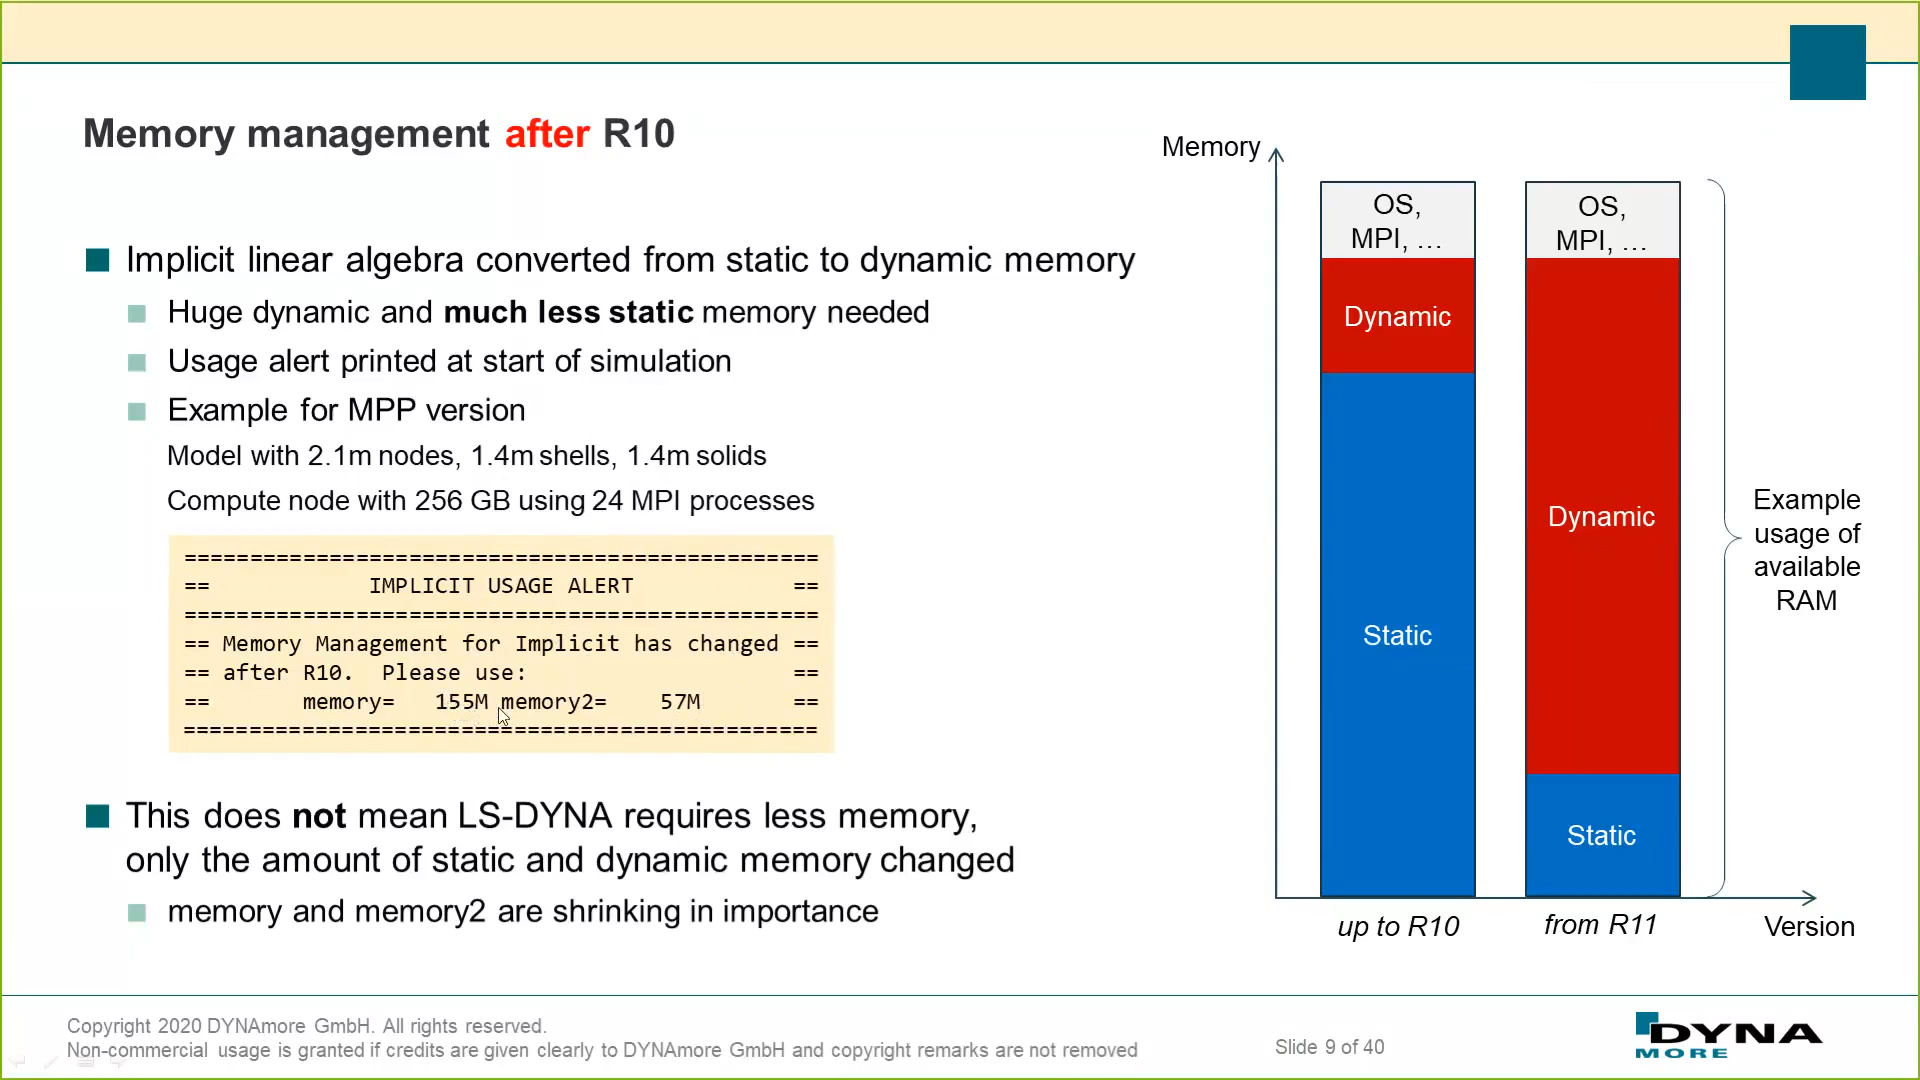 Memory management after R10
Implicit linear algebra converted from static to dynamic memory
Huge dynamic and much less static memory needed
Usage alert printed at start of simulation
Example for MPP version
Model with 2.1m nodes, 1.4m shells, 1.4m solids
Compute node with 256 GB using 24 MPI processes
================================================
== IMPLICIT USAGE ALERT ==
================================================
== Memory Management for Implicit has changed ==
== after R10. Please use: ==
== memory= 155M memory2= 57M ==
================================================
This does not mean LS-DYNA requires less memory,
only the amount of static and dynamic memory changed
memory and memory2 are shrinking in importance
Memory
OS,
MPI, …
Dynamic
Static
up to R10
OS,
MPI, …
Dynamic
Static
from R11
Version
Example
usage of
available
RAM
Copyright 2020 DYNAmore GmbH. All rights reserved.
Non-commercial usage is granted if credits are given clearly to DYNAmore GmbH and copyright remarks are not removed
Slide 9 of 40
DYNA
MORE